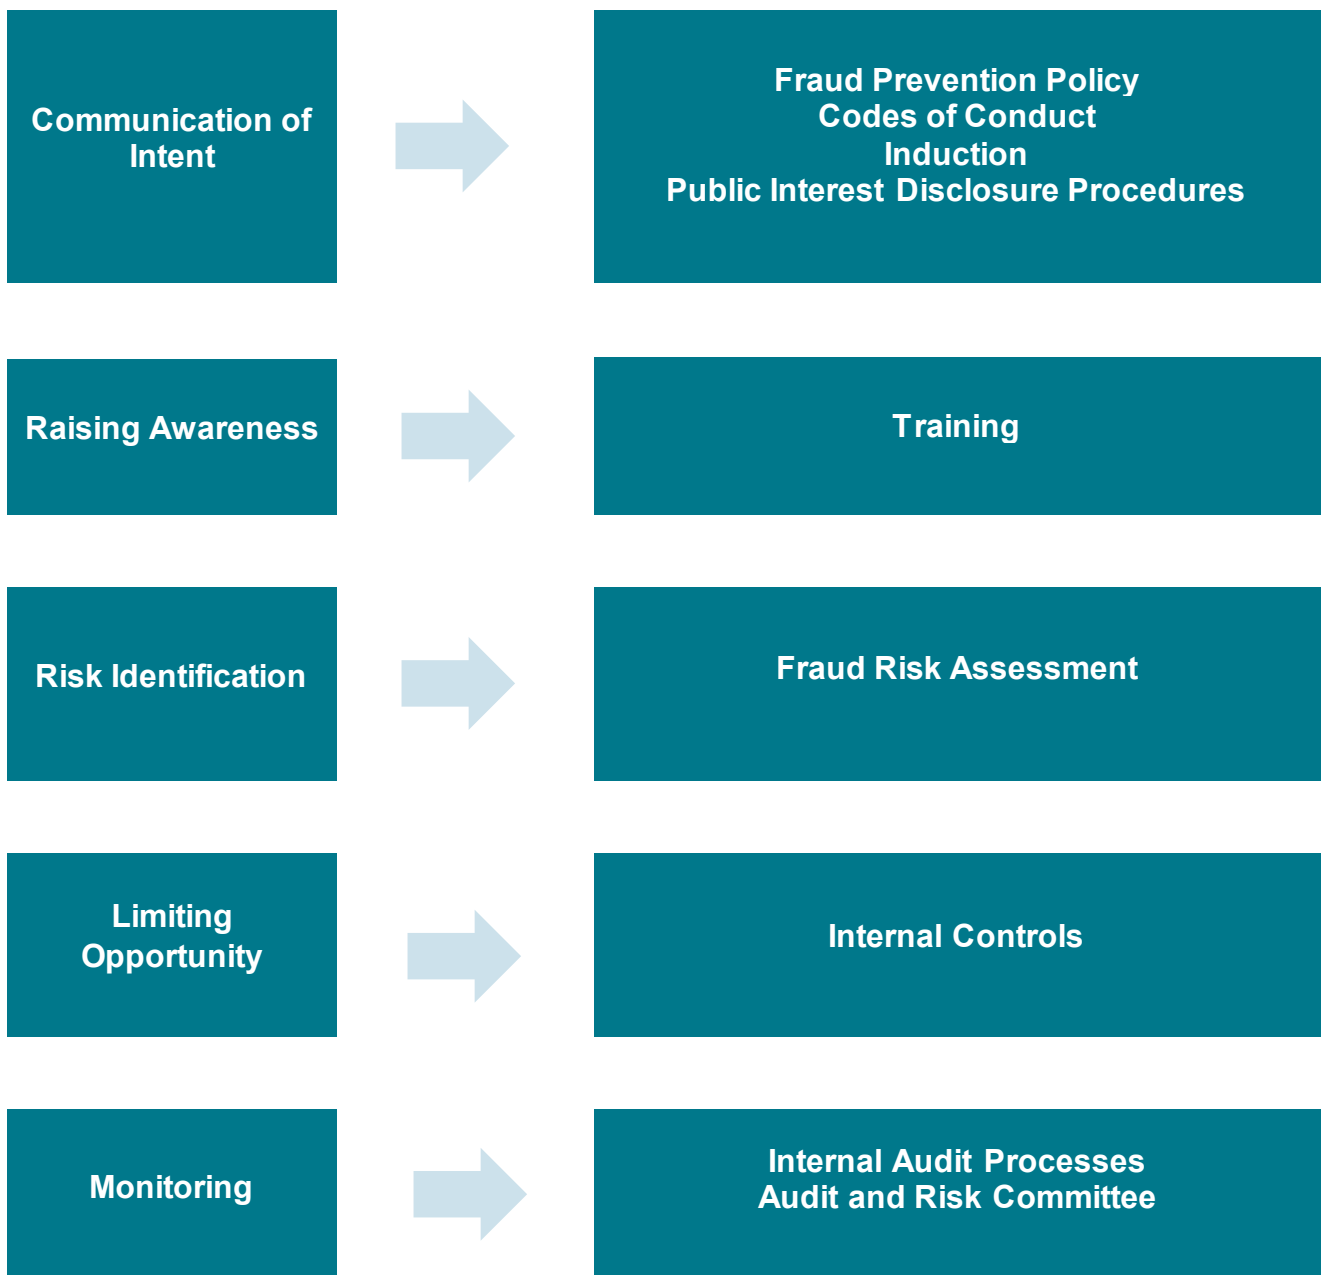 Communication of
Intent
Fraud Prevention Policy
Codes of Conduct
Induction
Public Interest Disclosure Procedures
Raising Awareness
Training
Risk Identification
Fraud Risk Assessment
Limiting
Opportunity
Internal Controls
Monitoring
Internal Audit Processes
Audit and Risk Committee